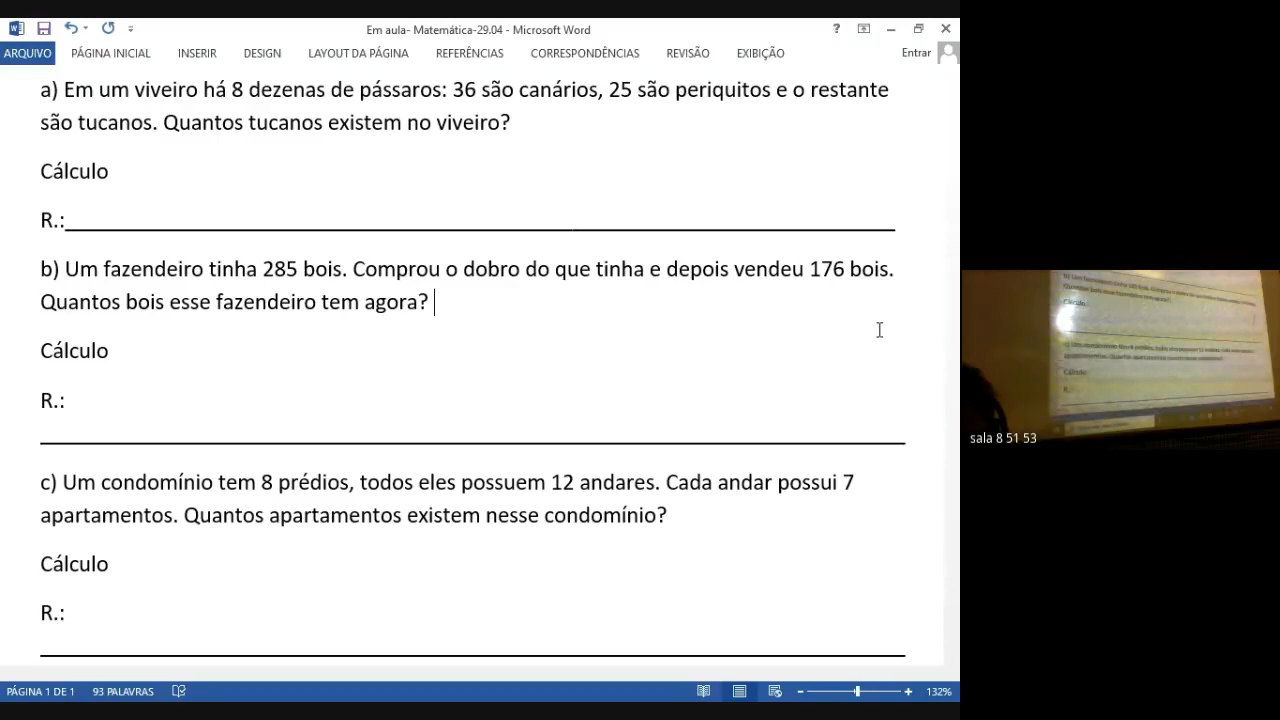 Em aula- Matemática-29.04 - Microsoft Word
?
ARQUIVO PÁGINA INICIAL INSERIR DESIGN LAYOUT DA PÁGINA REFERÊNCIAS CORRESPONDÊNCIAS REVISÃO EXIBIÇÃO Entrar
a) Em um viveiro há 8 dezenas de pássaros: 36 são canários, 25 são periquitos e o restante
são tucanos. Quantos tucanos existem no viveiro?
Cálculo
R.:
b) Um fazendeiro tinha 285 bois. Comprou o dobro do que tinha e depois vendeu 176 bois.
Quantos bois esse fazendeiro tem agora?
Cálculo
R.:
c) Um condomínio tem 8 prédios, todos eles possuem 12 andares. Cada andar possui 7
apartamentos. Quantos apartamentos existem nesse condomínio?
Cálculo
R.:
PÁGINA 1 DE 1 93 PALAVRAS 132%
Cálculo
Cálculo
sala 8 51 53